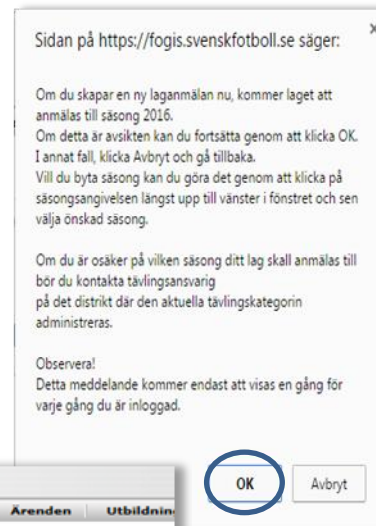 Sidan på https://fogis.svenskfotboll.se säger:
Om du skapar en ny laganmälan nu, kommer laget att
anmälas till säsong 2016.
Om detta är avsikten kan du fortsätta genom att klicka OK.
I annat fall, klicka Avbryt och gå tillbaka.
Vill du byta säsong kan du göra det genom att klicka på
säsongsangivelsen längst upp till vänster i fönstret och sen
välja önskad säsong.
Om du är osäker på vilken säsong ditt lag skall anmälas till
bör du kontakta tävlingsansvarig
på det distrikt där den aktuella tävlingskategorin
administreras.
Observera!
Detta meddelande kommer endast att visas en gång för
varje gång du är inloggad.
OK Avbryt
Ärenden Utbildnin